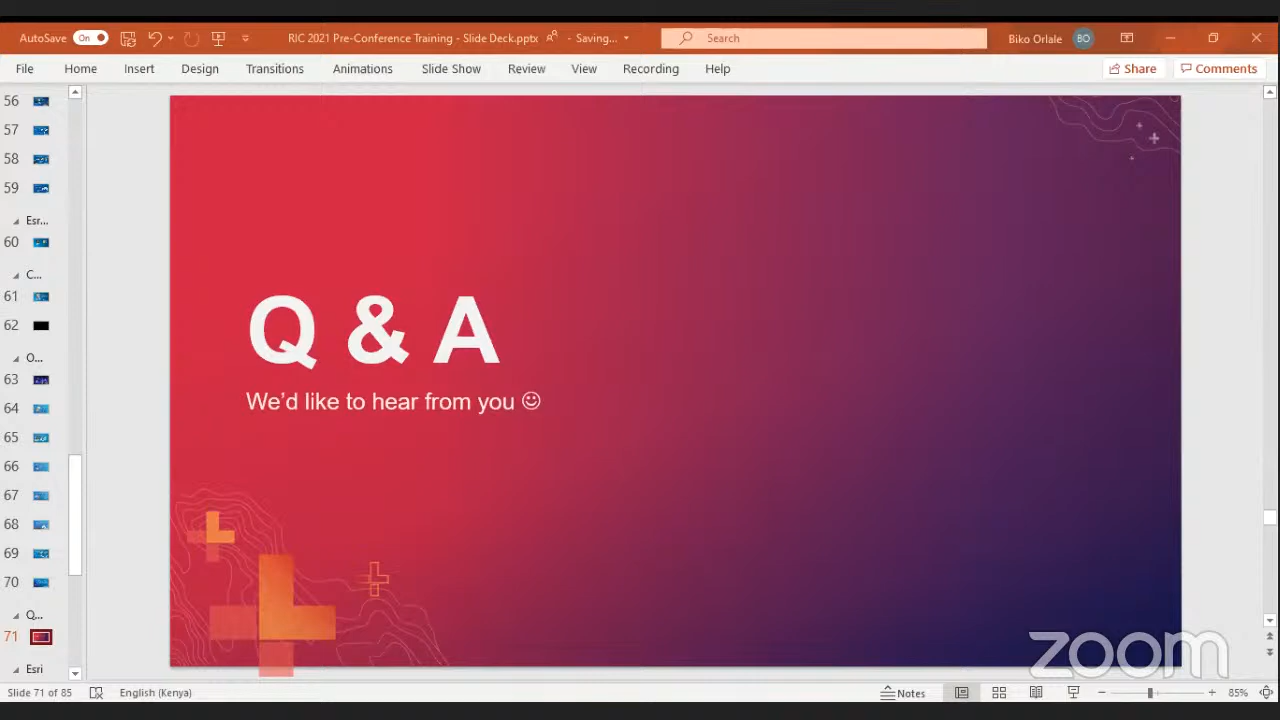 AutoSave On RIC 2021 Pre-Conference Training - Slide Deck.pptx - Saving... Search Biko Orlale BO
File Home Insert Design Transitions Animations Slide Show Review View Recording Help Share Comments
56
57
58
59
Esr...
60
C...
61
62
O...
63
64
65
66
67
68
69
70
Q...
71
Esri
Q & A
We'd like to hear from you ☺
zoom
Slide 71 of 85 English (Kenya) Notes 85%